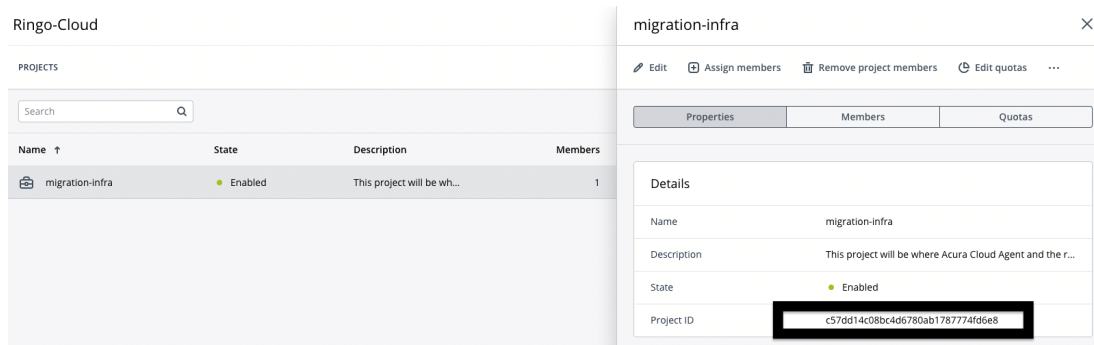 Ringo-Cloud
PROJECTS
Search
Name ↑ State Description Members
migration-infra Enabled This project will be wh... 1
migration-infra
Edit Assign members Remove project members Edit quotas ...
Properties Members Quotas
Details
Name migration-infra
Description This project will be where Acura Cloud Agent and the r...
State Enabled
Project ID c57dd14c08bc4d6780ab1787774fd6e8